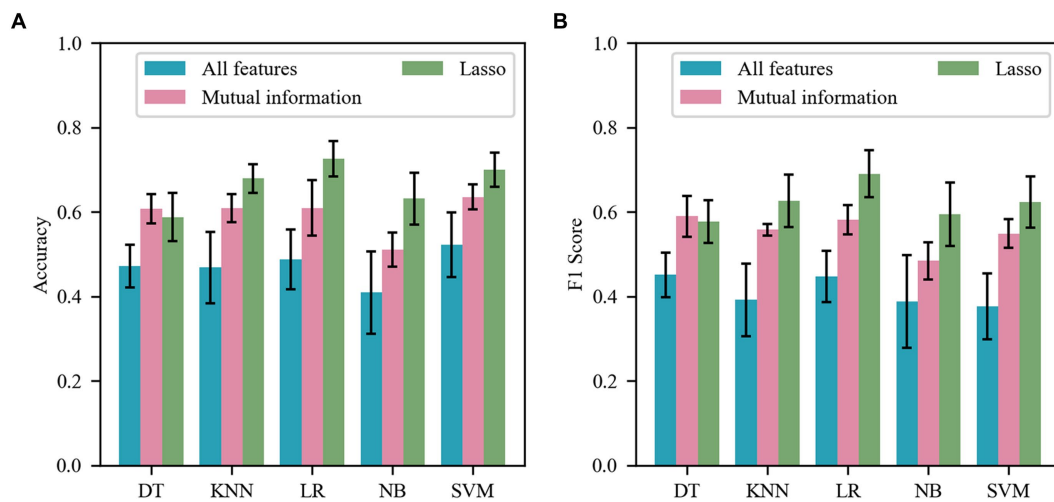 A
Accuracy
1.0
0.8
0.6
0.4
0.2
0.0
All features
Mutual information
Lasso
DT KNN LR NB SVM
B
F1 Score
1.0
0.8
0.6
0.4
0.2
0.0
All features
Mutual information
Lasso
DT KNN LR NB SVM